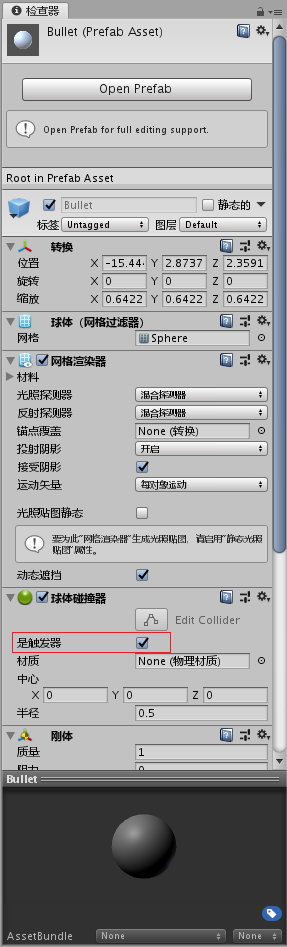 检查器
Bullet (Prefab Asset)
Open Prefab
Open Prefab for full editing support.
Root in Prefab Asset
Bullet 静态的
标签 Untagged 图层 Default
转换
位置 X -15.444 Y 2.8737 Z 2.3591
旋转 X 0 Y 0 Z 0
缩放 X 0.6422 Y 0.6422 Z 0.6422
球体（网格过滤器）
网格 Sphere
网格渲染器
材料
光照探测器 混合探测器
反射探测器 混合探测器
锚点覆盖 None (转换)
投射阴影 开启
接受阴影
运动矢量 每对象运动
光照贴图静态
要为此"网格渲染器"生成光照贴图，请启用"静态光照
贴图"属性。
动态遮挡
球体碰撞器
Edit Collider
是触发器
材质 None (物理材质)
中心
X 0 Y 0 Z 0
半径 0.5
刚体
质量 1
阻力 0
Bullet
AssetBundle None None